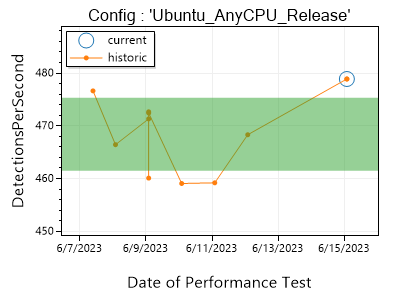 Config : 'Ubuntu_AnyCPU_Release'
current
historic
DetectionsPerSecond
480
470
460
450
6/7/2023 6/9/2023 6/11/2023 6/13/2023 6/15/2023
Date of Performance Test